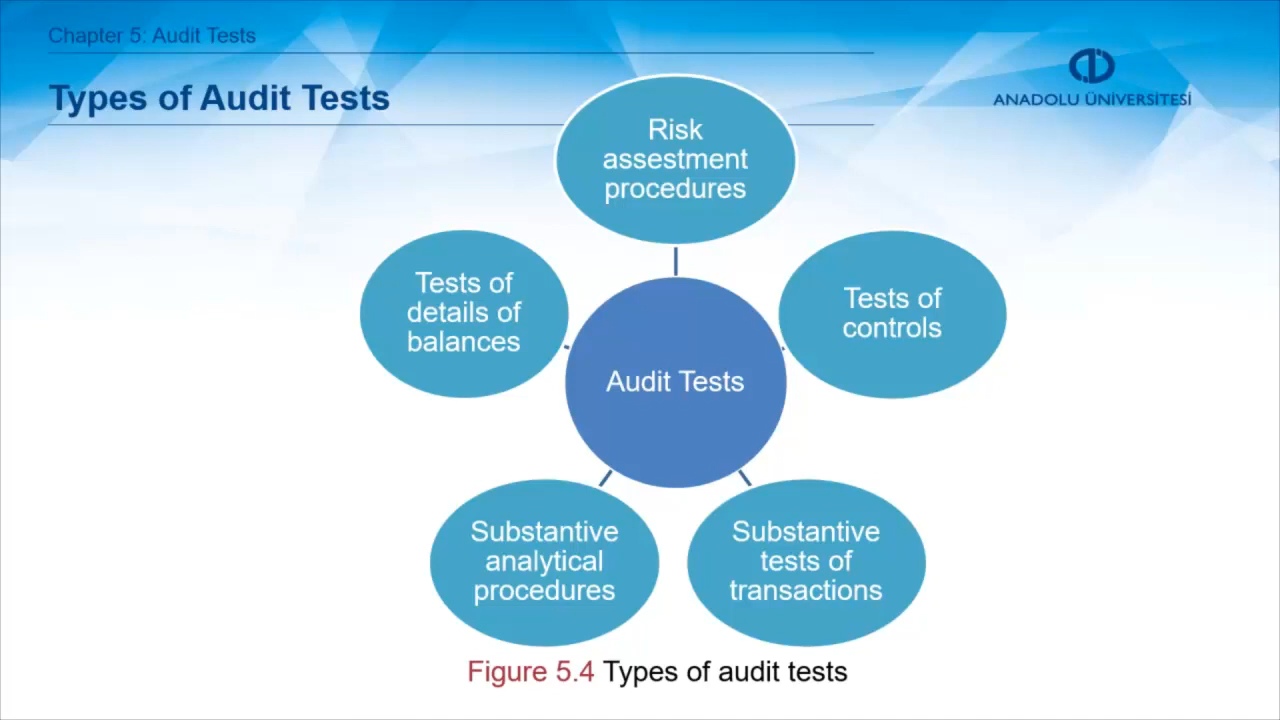 Chapter 5: Audit Tests
Types of Audit Tests
ANADOLU ÜNİVERSİTESİ
Risk
assestment
procedures
Tests of
details of
balances
Tests of
controls
Audit Tests
Substantive
analytical
procedures
Substantive
tests of
transactions
Figure 5.4 Types of audit tests